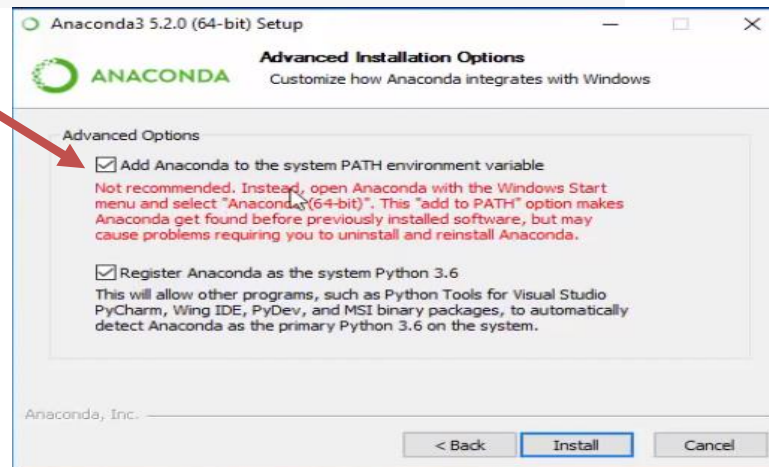 Anaconda3 5.2.0 (64-bit) Setup
Advanced Installation Options
ANACONDA
Customize how Anaconda integrates with Windows
Advanced Options
Add Anaconda to the system PATH environment variable
Not recommended. Instead, open Anaconda with the Windows Start
menu and select "Anaconda (64-bit)". This "add to PATH" option makes
Anaconda get found before previously installed software, but may
cause problems requiring you to uninstall and reinstall Anaconda.
Register Anaconda as the system Python 3.6
This will allow other programs, such as Python Tools for Visual Studio
PyCharm, Wing IDE, PyDev, and MSI binary packages, to automatically
detect Anaconda as the primary Python 3.6 on the system.
Anaconda, Inc.
< Back
Install
Cancel